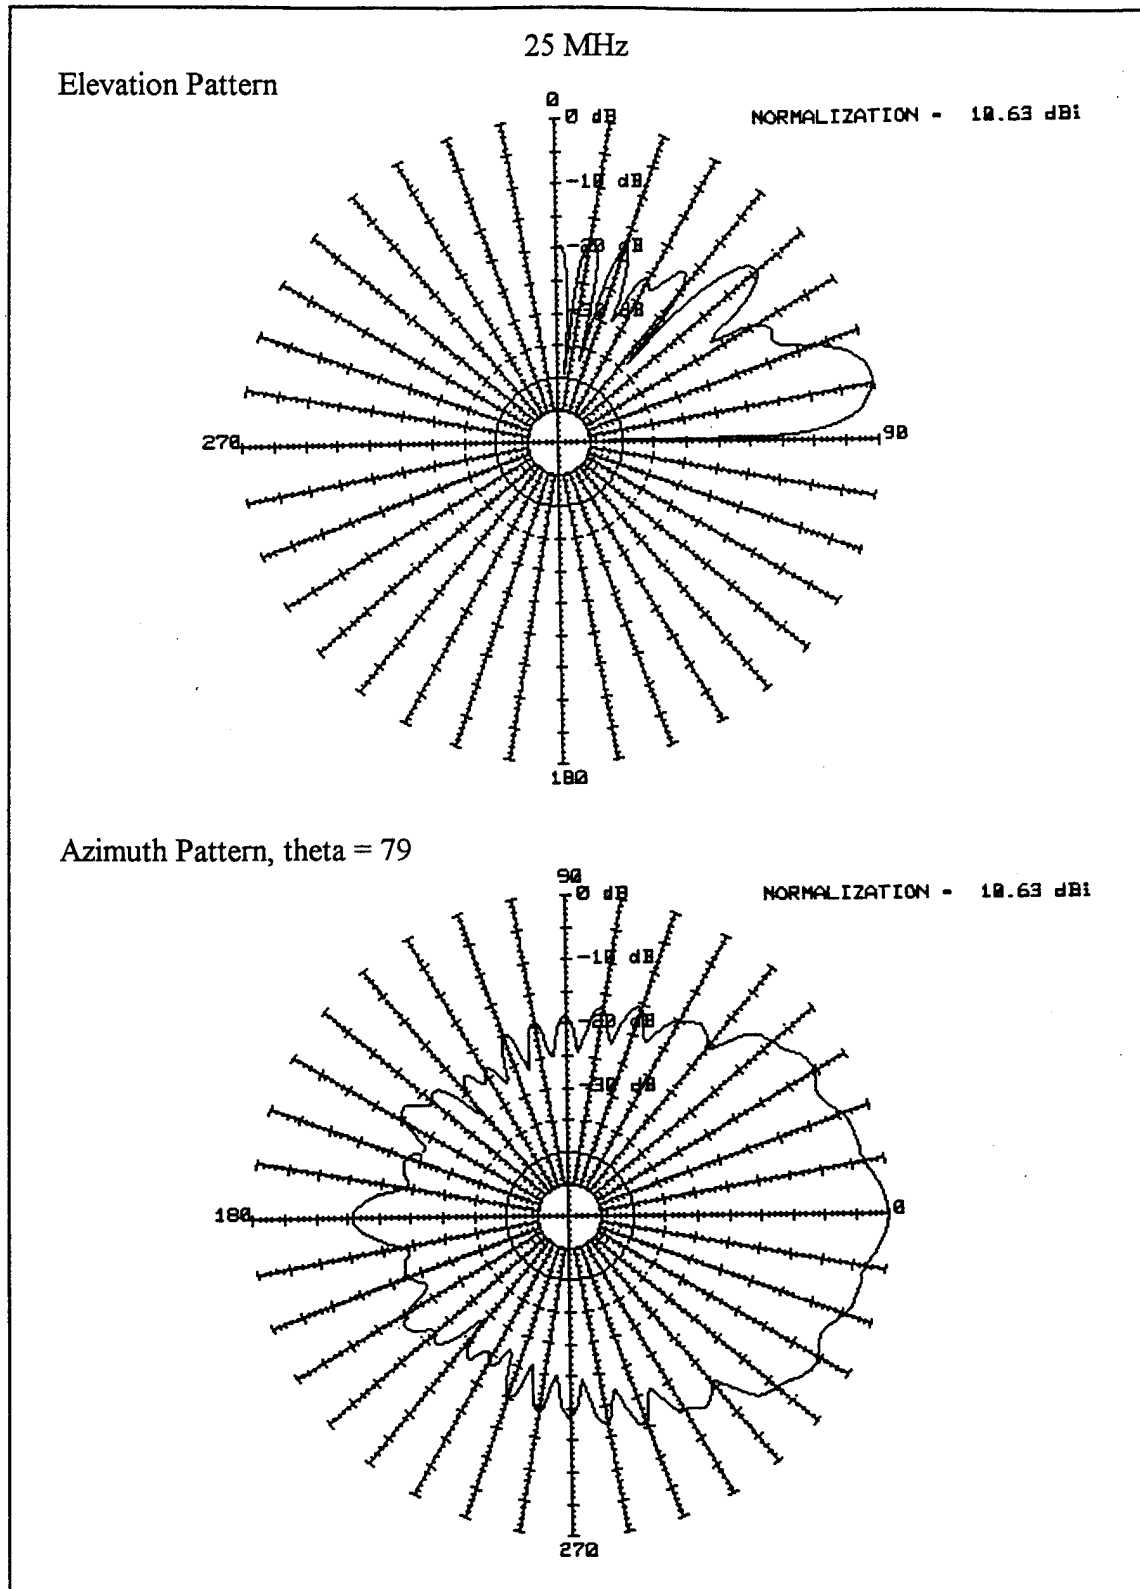 25 MHz
Elevation Pattern
0
0 dB
NORMALIZATION - 10.63 dBi
-10 dB
-20 dB
-30 dB
270
90
180
Azimuth Pattern, theta = 79
90
0 dB
NORMALIZATION - 10.63 dBi
-10 dB
-20 dB
-30 dB
180
0
270